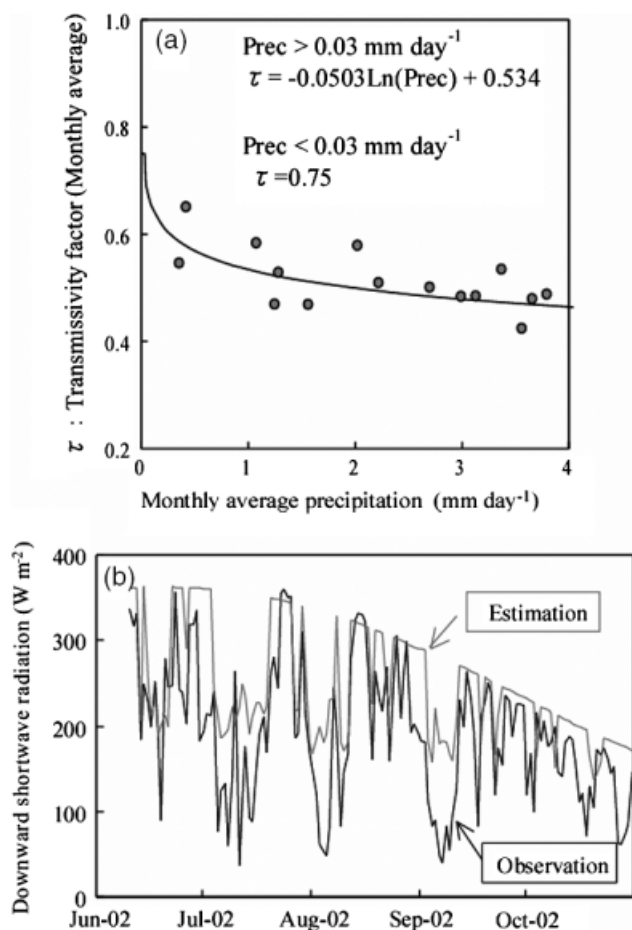 (a)
Prec > 0.03 mm day⁻¹
τ = -0.0503Ln(Prec) + 0.534
Prec < 0.03 mm day⁻¹
τ =0.75
1.0
0.8
0.6
0.4
0.2
τ : Transmissivity factor (Monthly average)
0 1 2 3 4
Monthly average precipitation (mm day⁻¹)
(b)
400
300
200
100
0
Downward shortwave radiation (W m⁻²)
Estimation
Observation
Jun-02 Jul-02 Aug-02 Sep-02 Oct-02